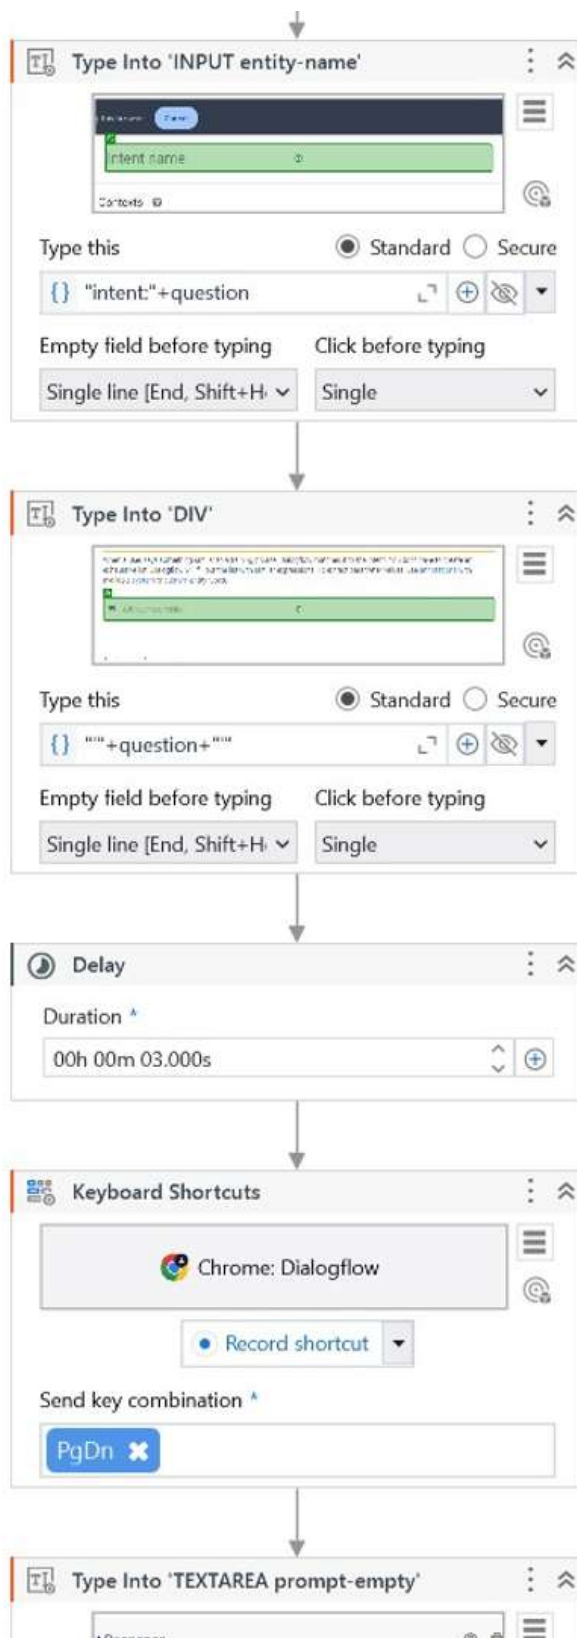 Type Into 'INPUT entity-name'
Intent name
Contexts
Type this
Standard
Secure
"intent:"+question
Empty field before typing
Click before typing
Single line [End, Shift+H
Single
Type Into 'DIV'
Type this
Standard
Secure
""""+question+""""
Empty field before typing
Click before typing
Single line [End, Shift+H
Single
Delay
Duration *
00h 00m 03.000s
Keyboard Shortcuts
Chrome: Dialogflow
Record shortcut
Send key combination *
PgDn
Type Into 'TEXTAREA prompt-empty'